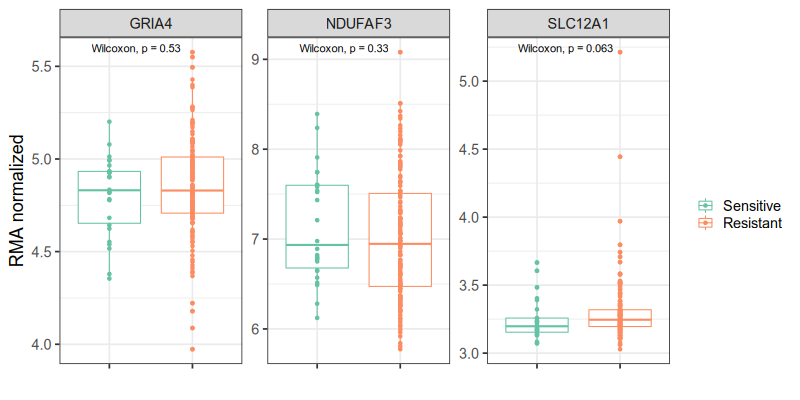 GRIA4
NDUFAF3
SLC12A1
Wilcoxon, p = 0.53
Wilcoxon, p = 0.33
Wilcoxon, p = 0.063
RMA normalized
5.5
5.0
4.5
4.0
9
8
7
6
5.0
4.5
4.0
3.5
3.0
Sensitive
Resistant